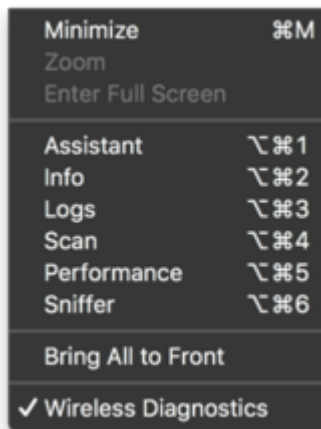 Minimize ⌘M
Zoom
Enter Full Screen
Assistant ⌥⌘1
Info ⌥⌘2
Logs ⌥⌘3
Scan ⌥⌘4
Performance ⌥⌘5
Sniffer ⌥⌘6
Bring All to Front
✓ Wireless Diagnostics